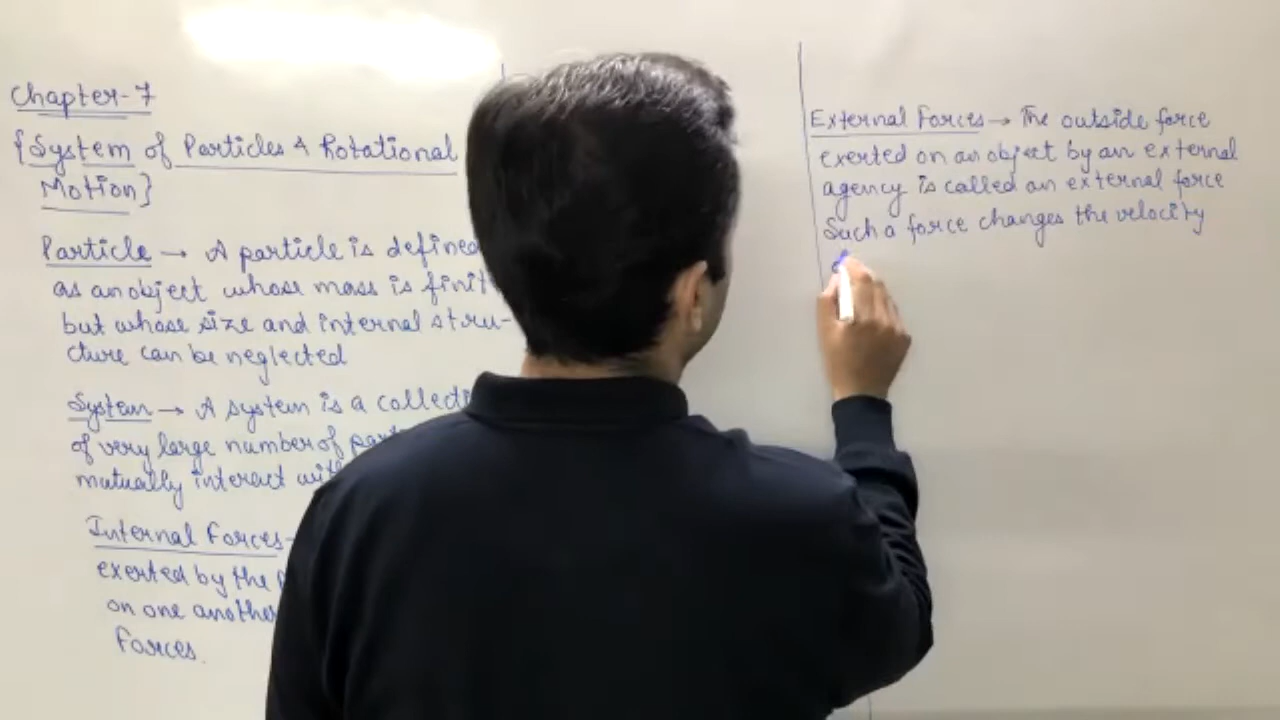 Chapter-7
{System of Particles & Rotational
Motion}
Particle → A particle is defined
as an object whose mass is
but whose size and internal stru-
cture can be neglected
System → A system is a
of very large number of
mutually interact
Internal Forces-
exerted by the
on one another
Forces.
External Forces → The outside force
exerted on an object by an external
agency is called an external force
Such a force changes the velocity